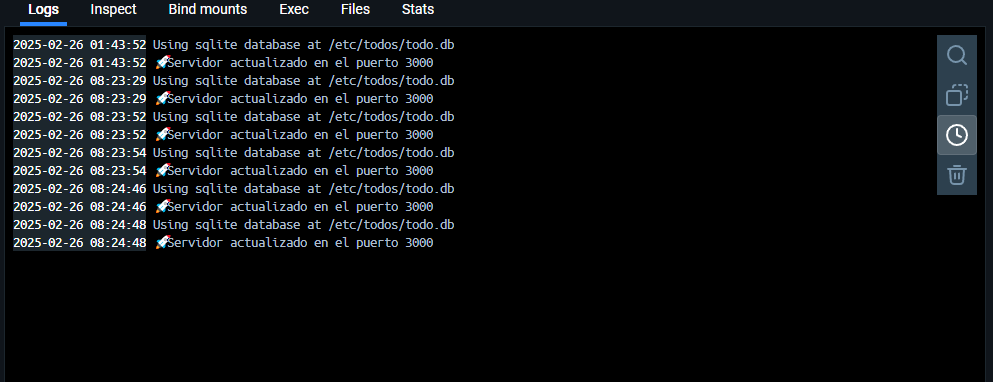 Logs Inspect Bind mounts Exec Files Stats
2025-02-26 01:43:52 Using sqlite database at /etc/todos/todo.db
2025-02-26 01:43:52 🚀Servidor actualizado en el puerto 3000
2025-02-26 08:23:29 Using sqlite database at /etc/todos/todo.db
2025-02-26 08:23:29 🚀Servidor actualizado en el puerto 3000
2025-02-26 08:23:52 Using sqlite database at /etc/todos/todo.db
2025-02-26 08:23:52 🚀Servidor actualizado en el puerto 3000
2025-02-26 08:23:54 Using sqlite database at /etc/todos/todo.db
2025-02-26 08:23:54 🚀Servidor actualizado en el puerto 3000
2025-02-26 08:24:46 Using sqlite database at /etc/todos/todo.db
2025-02-26 08:24:46 🚀Servidor actualizado en el puerto 3000
2025-02-26 08:24:48 Using sqlite database at /etc/todos/todo.db
2025-02-26 08:24:48 🚀Servidor actualizado en el puerto 3000